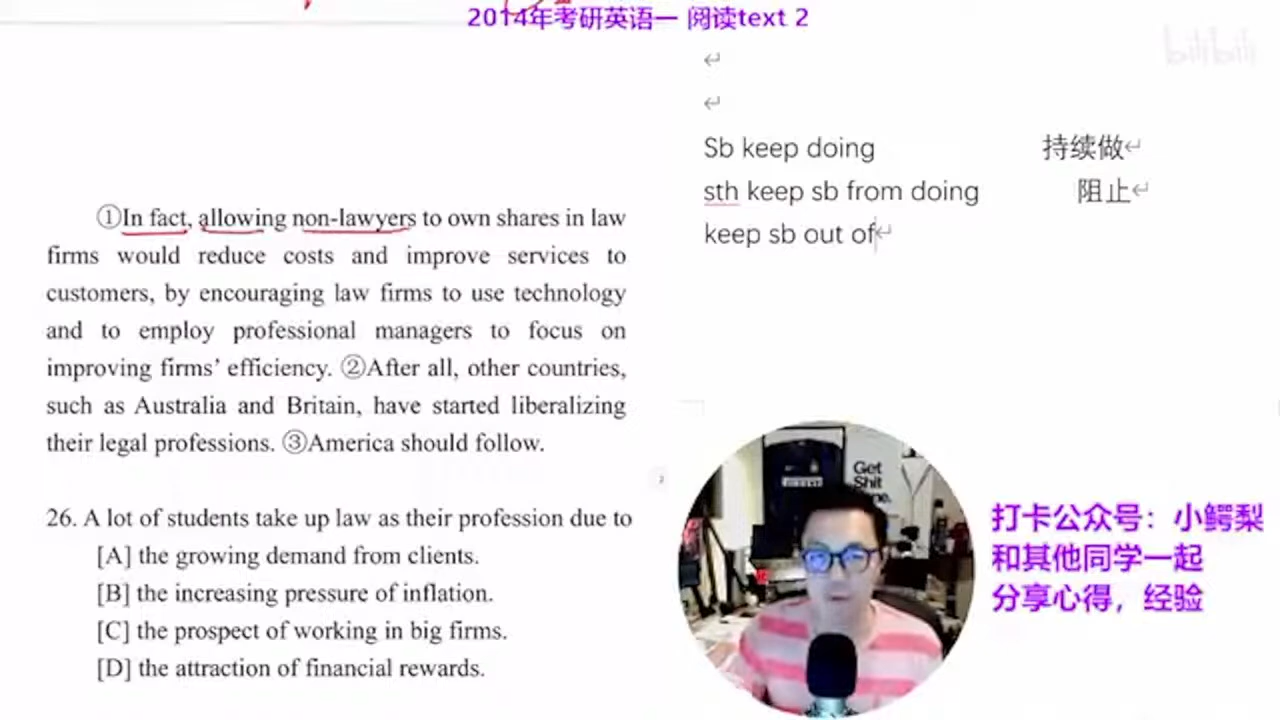 2014年考研英语一 阅读text 2
bilibili
Sb keep doing 持续做
sth keep sb from doing 阻止
keep sb out of
①In fact, allowing non-lawyers to own shares in law
firms would reduce costs and improve services to
customers, by encouraging law firms to use technology
and to employ professional managers to focus on
improving firms' efficiency. ②After all, other countries,
such as Australia and Britain, have started liberalizing
their legal professions. ③America should follow.
26. A lot of students take up law as their profession due to
[A] the growing demand from clients.
[B] the increasing pressure of inflation.
[C] the prospect of working in big firms.
[D] the attraction of financial rewards.
Get
Shit
打卡公众号：小鳄梨
和其他同学一起
分享心得，经验